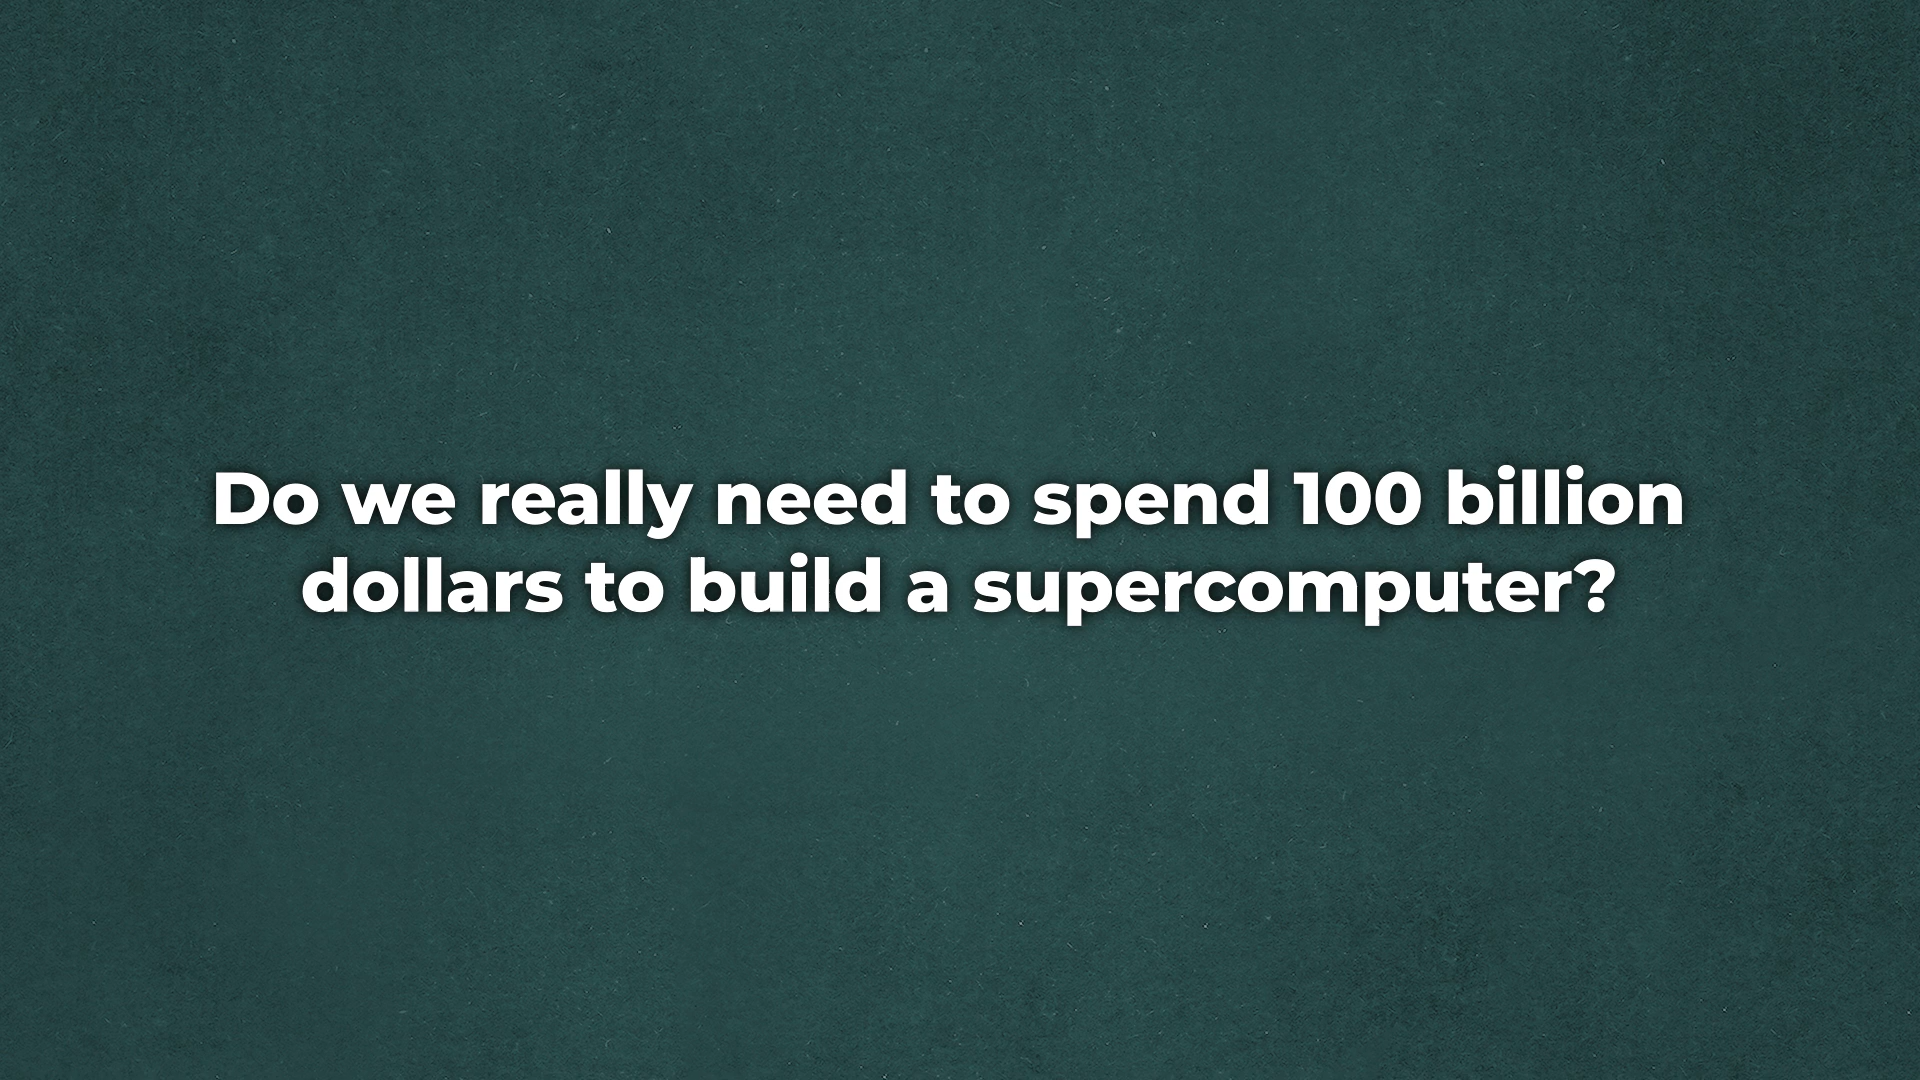 Do we really need to spend 100 billion
dollars to build a supercomputer?